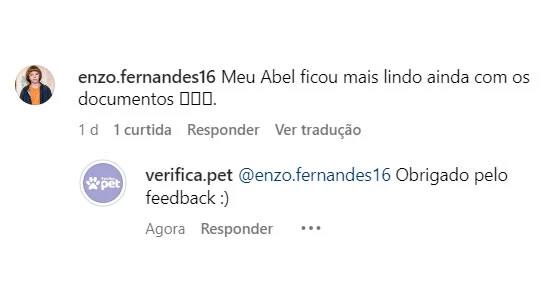 enzo.fernandes16 Meu Abel ficou mais lindo ainda com os
documentos ▯▯▯.
1 d 1 curtida Responder Ver tradução
pet
verifica.pet @enzo.fernandes16 Obrigado pelo
feedback :)
Agora Responder •••